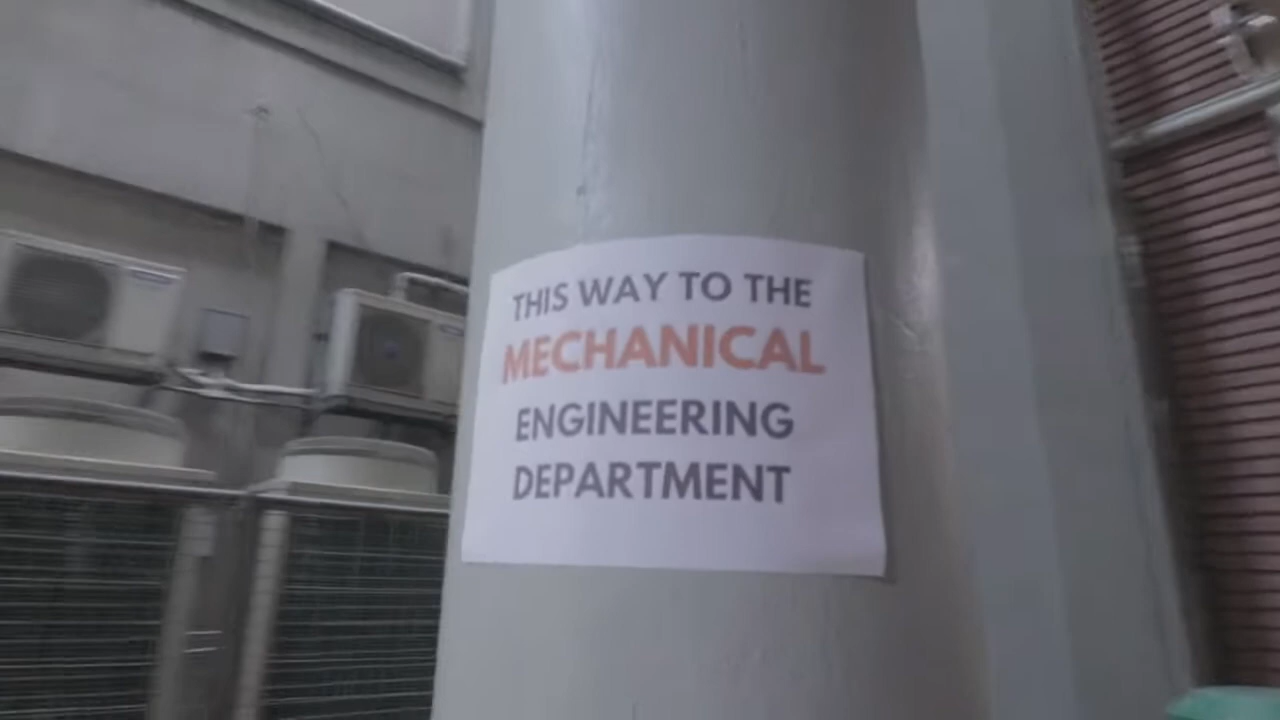 THIS WAY TO THE
MECHANICAL
ENGINEERING
DEPARTMENT